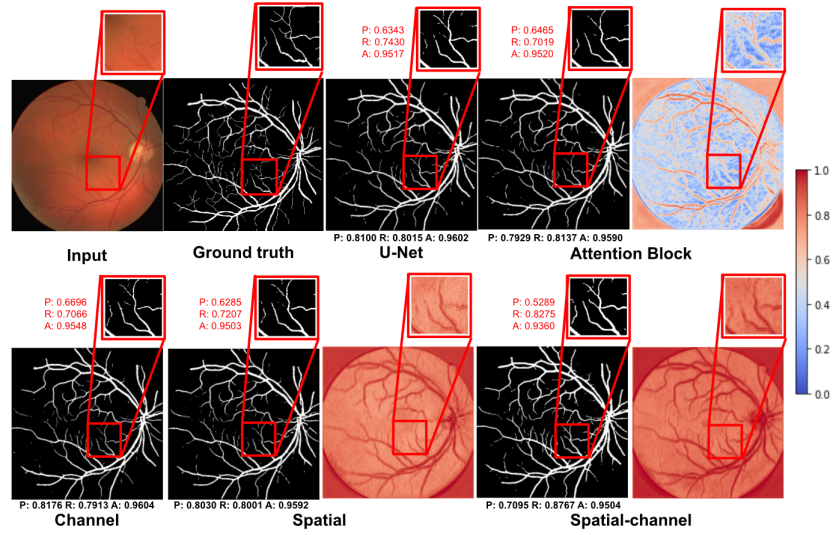 P: 0.6343
R: 0.7430
A: 0.9517
P: 0.6465
R: 0.7019
A: 0.9520
P: 0.8100 R: 0.8015 A: 0.9602
P: 0.7929 R: 0.8137 A: 0.9590
Input
Ground truth
U-Net
Attention Block
1.0
0.8
0.6
0.4
0.2
0.0
P: 0.6696
R: 0.7066
A: 0.9548
P: 0.6285
R: 0.7207
A: 0.9503
P: 0.5289
R: 0.8275
A: 0.9360
P: 0.8176 R: 0.7913 A: 0.9604
P: 0.8030 R: 0.8001 A: 0.9592
P: 0.7095 R: 0.8767 A: 0.9504
Channel
Spatial
Spatial-channel